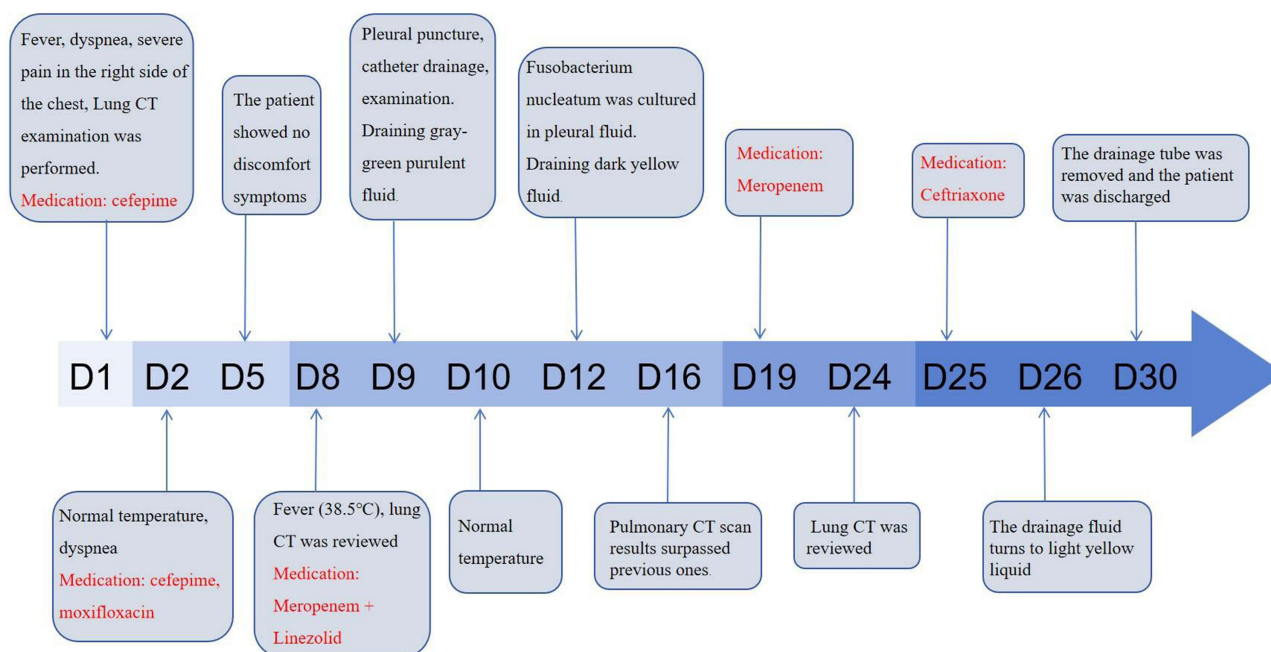 Fever, dyspnea, severe
pain in the right side of
the chest, Lung CT
examination was
performed.
Medication: cefepime
The patient
showed no
discomfort
symptoms
Pleural puncture,
catheter drainage,
examination.
Draining gray-
green purulent
fluid.
Fusobacterium
nucleatum was cultured
in pleural fluid.
Draining dark yellow
fluid.
Medication:
Meropenem
Medication:
Ceftriaxone
The drainage tube was
removed and the patient
was discharged
D1 D2 D5 D8 D9 D10 D12 D16 D19 D24 D25 D26 D30
Normal temperature,
dyspnea
Medication: cefepime,
moxifloxacin
Fever (38.5℃), lung
CT was reviewed
Medication:
Meropenem +
Linezolid
Normal
temperature
Pulmonary CT scan
results surpassed
previous ones.
Lung CT was
reviewed
The drainage fluid
turns to light yellow
liquid